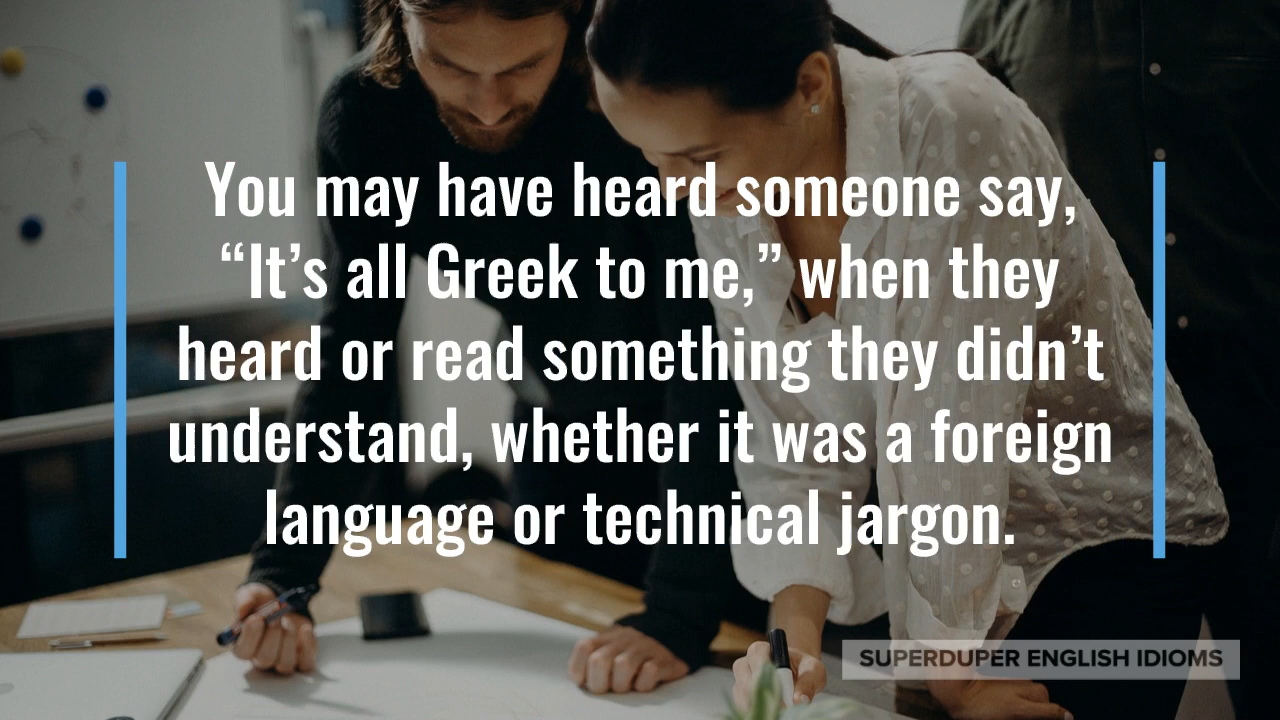 You may have heard someone say,
“It’s all Greek to me,” when they
heard or read something they didn’t
understand, whether it was a foreign
language or technical jargon.
SUPERDUPER ENGLISH IDIOMS